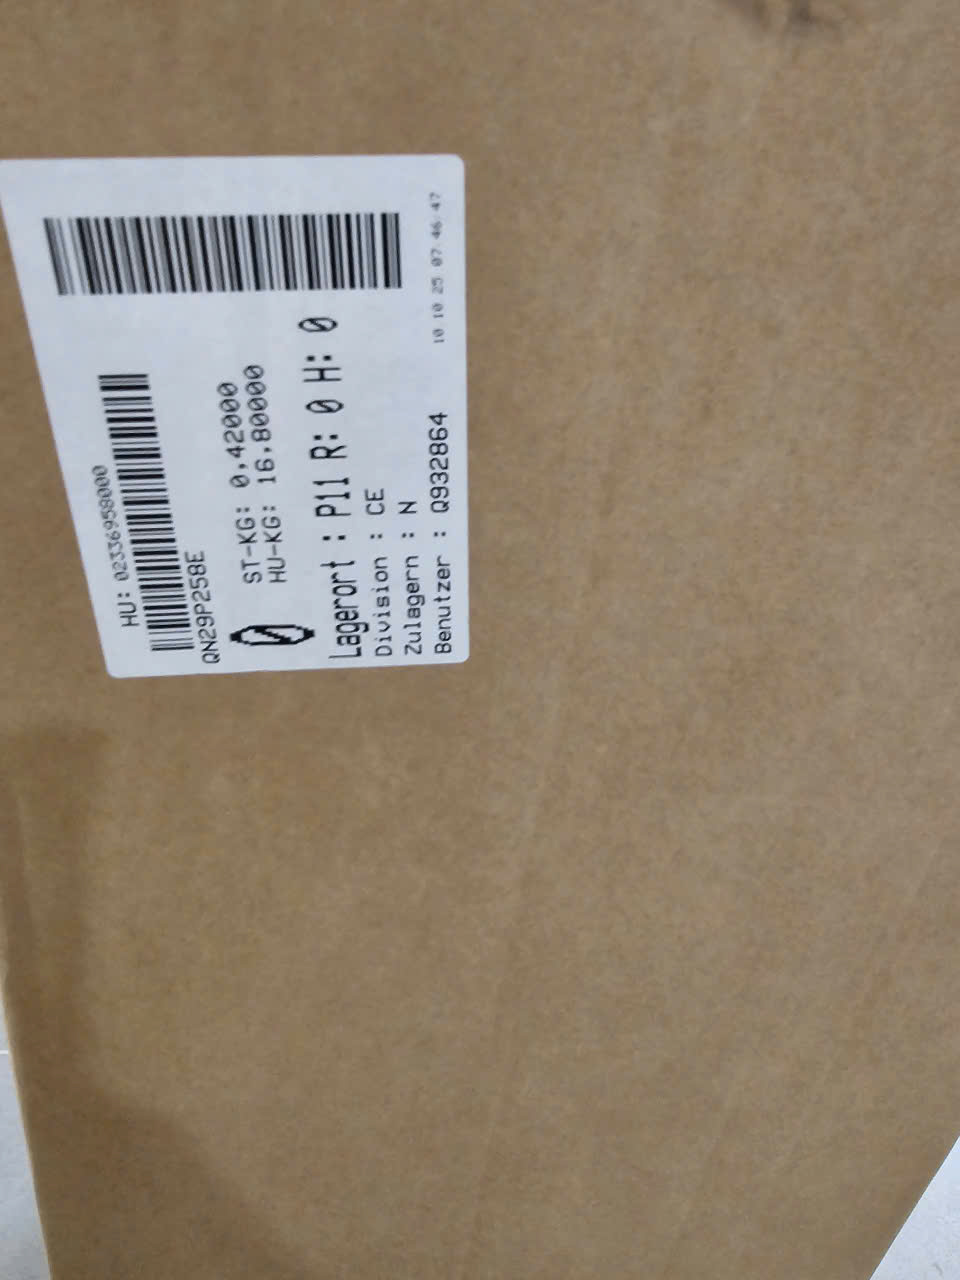 HU: 02336958000
QN29P258E
ST-KG: 0,42000
HU-KG: 16,80000
0
Lagerort : P11 R: 0 H: 0
Division : CE
Zulagern : N
Benutzer : Q932864
10 10 25 07:46:47